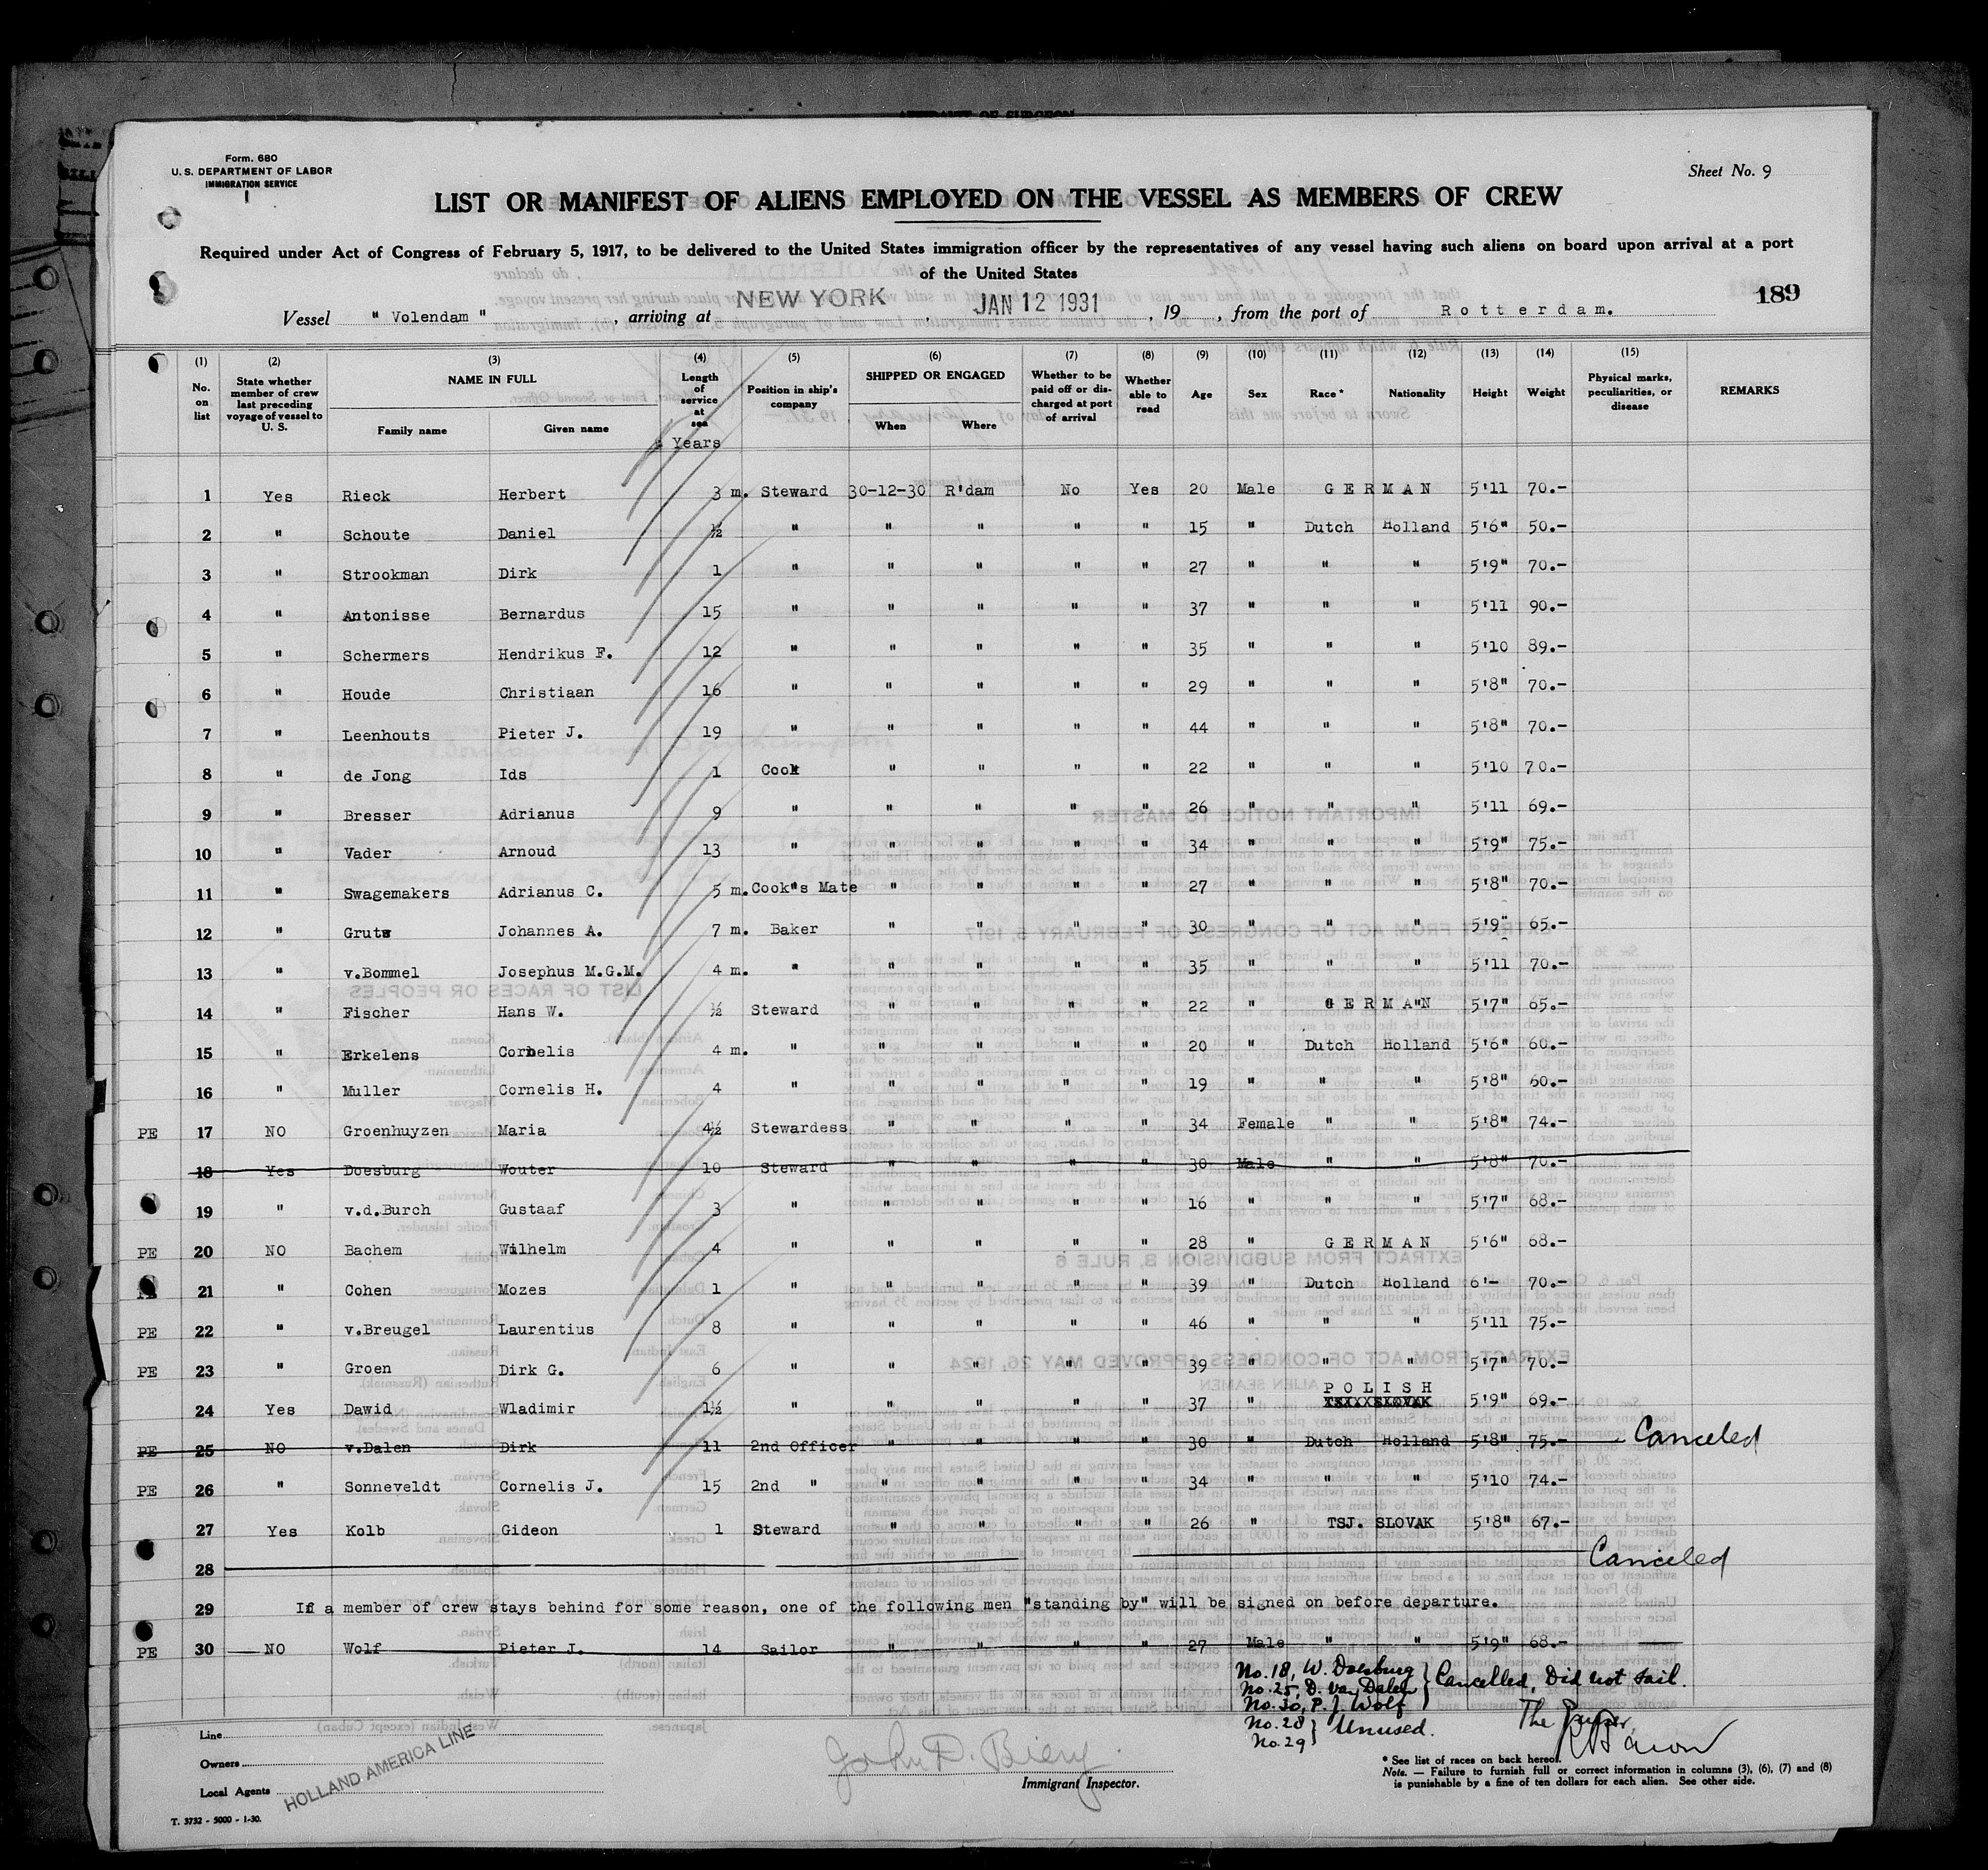 Form. 680
U. S. DEPARTMENT OF LABOR
IMMIGRATION SERVICE
Sheet No. 9
LIST OR MANIFEST OF ALIENS EMPLOYED ON THE VESSEL AS MEMBERS OF CREW
Required under Act of Congress of February 5, 1917, to be delivered to the United States immigration officer by the representatives of any vessel having such aliens on board upon arrival at a port
of the United States
189
Vessel " Volendam ", arriving at NEW YORK, JAN 12 1931, 19 , from the port of Rotterdam.
(1) (2) (3) (4) (5) (6) (7) (8) (9) (10) (11) (12) (13) (14) (15)
No. on list State whether member of crew last preceding voyage of vessel to U. S. NAME IN FULL Family name Given name Length of service at sea Position in ship's company SHIPPED OR ENGAGED When Where Whether to be paid off or discharged at port of arrival Whether able to read Age Sex Race * Nationality Height Weight Physical marks, peculiarities, or disease REMARKS
Years
1 Yes Rieck Herbert 3 m. Steward 30-12-30 R'dam No Yes 20 Male GERMAN 5'11 70.-
2 " Schoute Daniel ½ " " " " " 15 " Dutch Holland 5'6" 50.-
3 " Strookman Dirk 1 " " " " " 27 " " " 5'9" 70.-
4 " Antonisse Bernardus 15 " " " " " 37 " " " 5'11 90.-
5 " Schermers Hendrikus F. 12 " " " " " 35 " " " 5'10 89.-
6 " Houde Christiaan 16 " " " " " 29 " " " 5'8" 70.-
7 " Leenhouts Pieter J. 19 " " " " " 44 " " " 5'8" 70.-
8 " de Jong Ids 1 Cook " " " " 22 " " " 5'10 70.-
9 " Bresser Adrianus 9 " " " " " 26 " " " 5'11 69.-
10 " Vader Arnoud 13 " " " " " 34 " " " 5'9" 75.-
11 " Swagemakers Adrianus C. 5 m. Cook"s Mate " " " " 27 " " " 5'8" 70.-
12 " Gruts Johannes A. 7 m. Baker " " " " 30 " " " 5'9" 65.-
13 " v.Bommel Josephus M.G.M. 4 m. " " " " " 35 " " " 5'11 70.-
14 " Fischer Hans W. ½ Steward " " " " 22 " GERMAN 5'7" 65.-
15 " Erkelens Cornelis 4 m. " " " " " 20 " Dutch Holland 5'6" 60.-
16 " Muller Cornelis H. 4 " " " " " 19 " " " 5'8" 60.-
PE 17 NO Groenhuyzen Maria 4½ Stewardess " " " " 34 Female " " 5'8" 74.-
18 Yes Doesburg Wouter 10 Steward " " " " 30 Male " " 5'8" 70.-
19 " v.d.Burch Gustaaf 3 " " " " " 16 " " " 5'7" 68.-
PE 20 NO Bachem Wilhelm 4 " " " " " 28 " GERMAN 5'6" 68.-
PE 21 " Cohen Mozes 1 " " " " " 39 " Dutch Holland 6'- 70.-
PE 22 " v.Breugel Laurentius 8 " " " " " 46 " " " 5'11 75.-
PE 23 " Groen Dirk G. 6 " " " " " 39 " " " 5'7" 70.-
24 Yes Dawid Wladimir 1½ " " " " " 37 " POLISH 5'9" 69.-
PE 25 NO v.Dalen Dirk 11 2nd Officer " " " " 30 " Dutch Holland 5'8" 75.- Canceled
PE 26 " Sonneveldt Cornelis J. 15 2nd " " " " " 34 " " " 5'10 74.-
27 Yes Kolb Gideon 1 Steward " " " " 26 " TSJ. SLOVAK 5'8" 67.-
28 Canceled
29 If a member of crew stays behind for some reason, one of the following men "standing by" will be signed on before departure.
PE 30 NO Wolf Pieter J. 14 Sailor " " " " 27 Male " " 5'9" 68.-
No. 18, W. Doesburg
No. 25, D. van Dalen } Cancelled, Did not sail.
No. 30, P. J. Wolf
No. 28
No. 29 } Unused.
The Purser,
Line
Owners
Local Agents
HOLLAND AMERICA LINE
John D. Biery
Immigrant Inspector.
* See list of races on back hereof.
Note. — Failure to furnish full or correct information in columns (3), (6), (7) and (8)
is punishable by a fine of ten dollars for each alien. See other side.
T. 3732 - 5000 - 1-30.